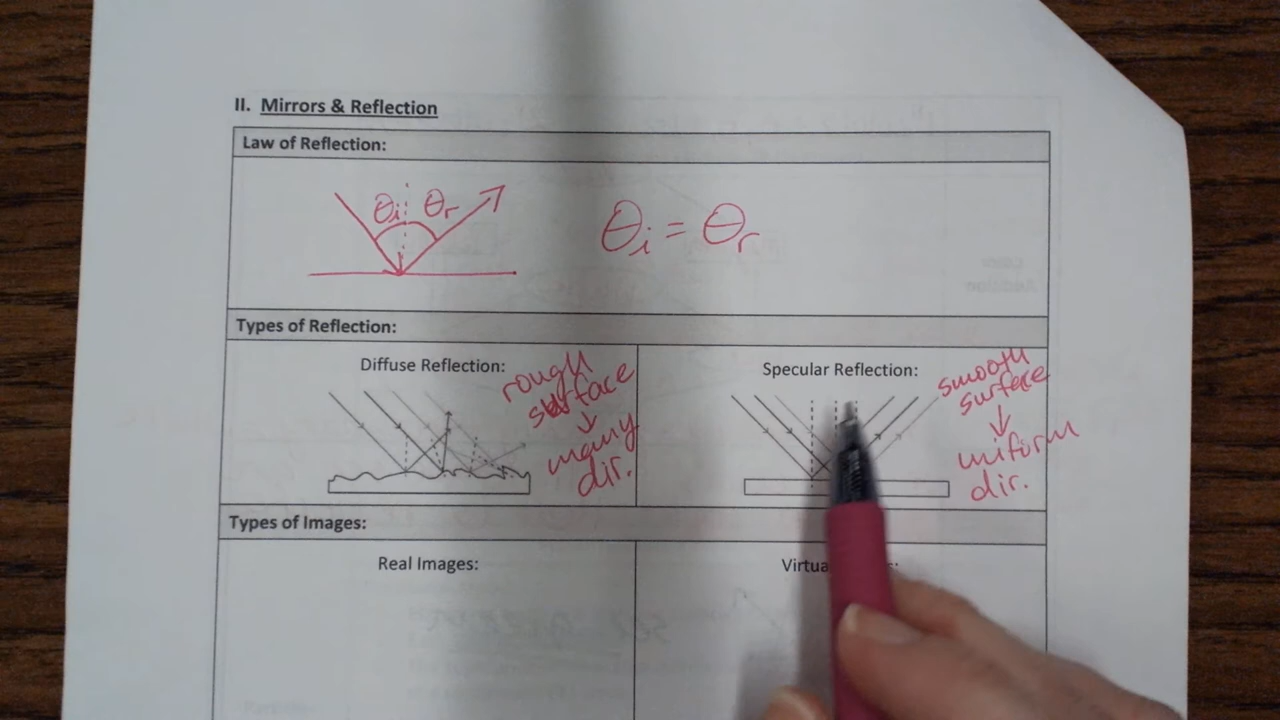 II. Mirrors & Reflection
Law of Reflection:
θi θr
θi = θr
Types of Reflection:
Diffuse Reflection:
rough
surface
↓
many
dir.
Specular Reflection:
smooth
surface
↓
uniform
dir.
Types of Images:
Real Images: